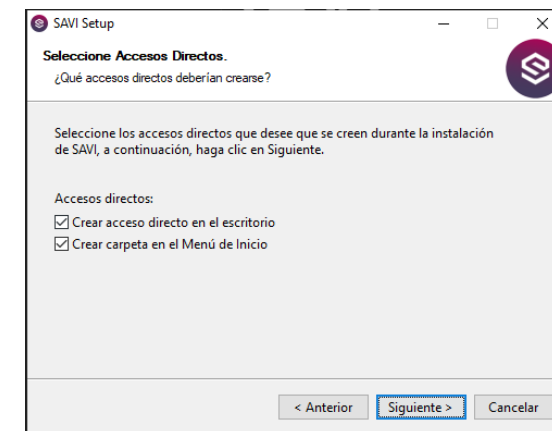 SAVI Setup
Seleccione Accesos Directos.
¿Qué accesos directos deberían crearse?
Seleccione los accesos directos que desee que se creen durante la instalación
de SAVI, a continuación, haga clic en Siguiente.
Accesos directos:
Crear acceso directo en el escritorio
Crear carpeta en el Menú de Inicio
< Anterior
Siguiente >
Cancelar